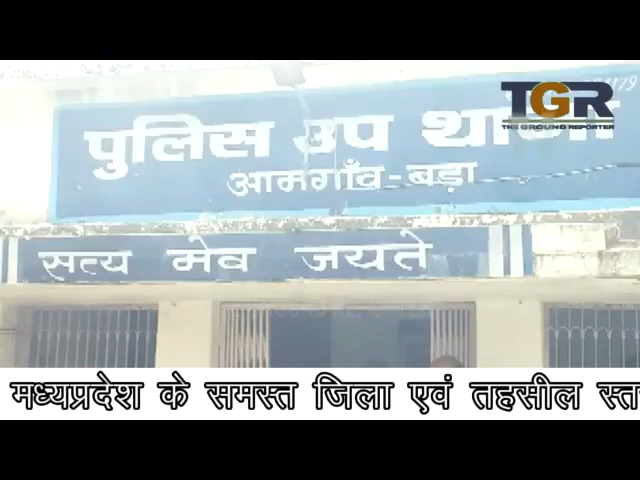 TGR
THE GROUND REPORTER
पुलिस उप थाना
आमगाँव-बड़ा
सत्य मेव जयते
मध्यप्रदेश के समस्त जिला एवं तहसील